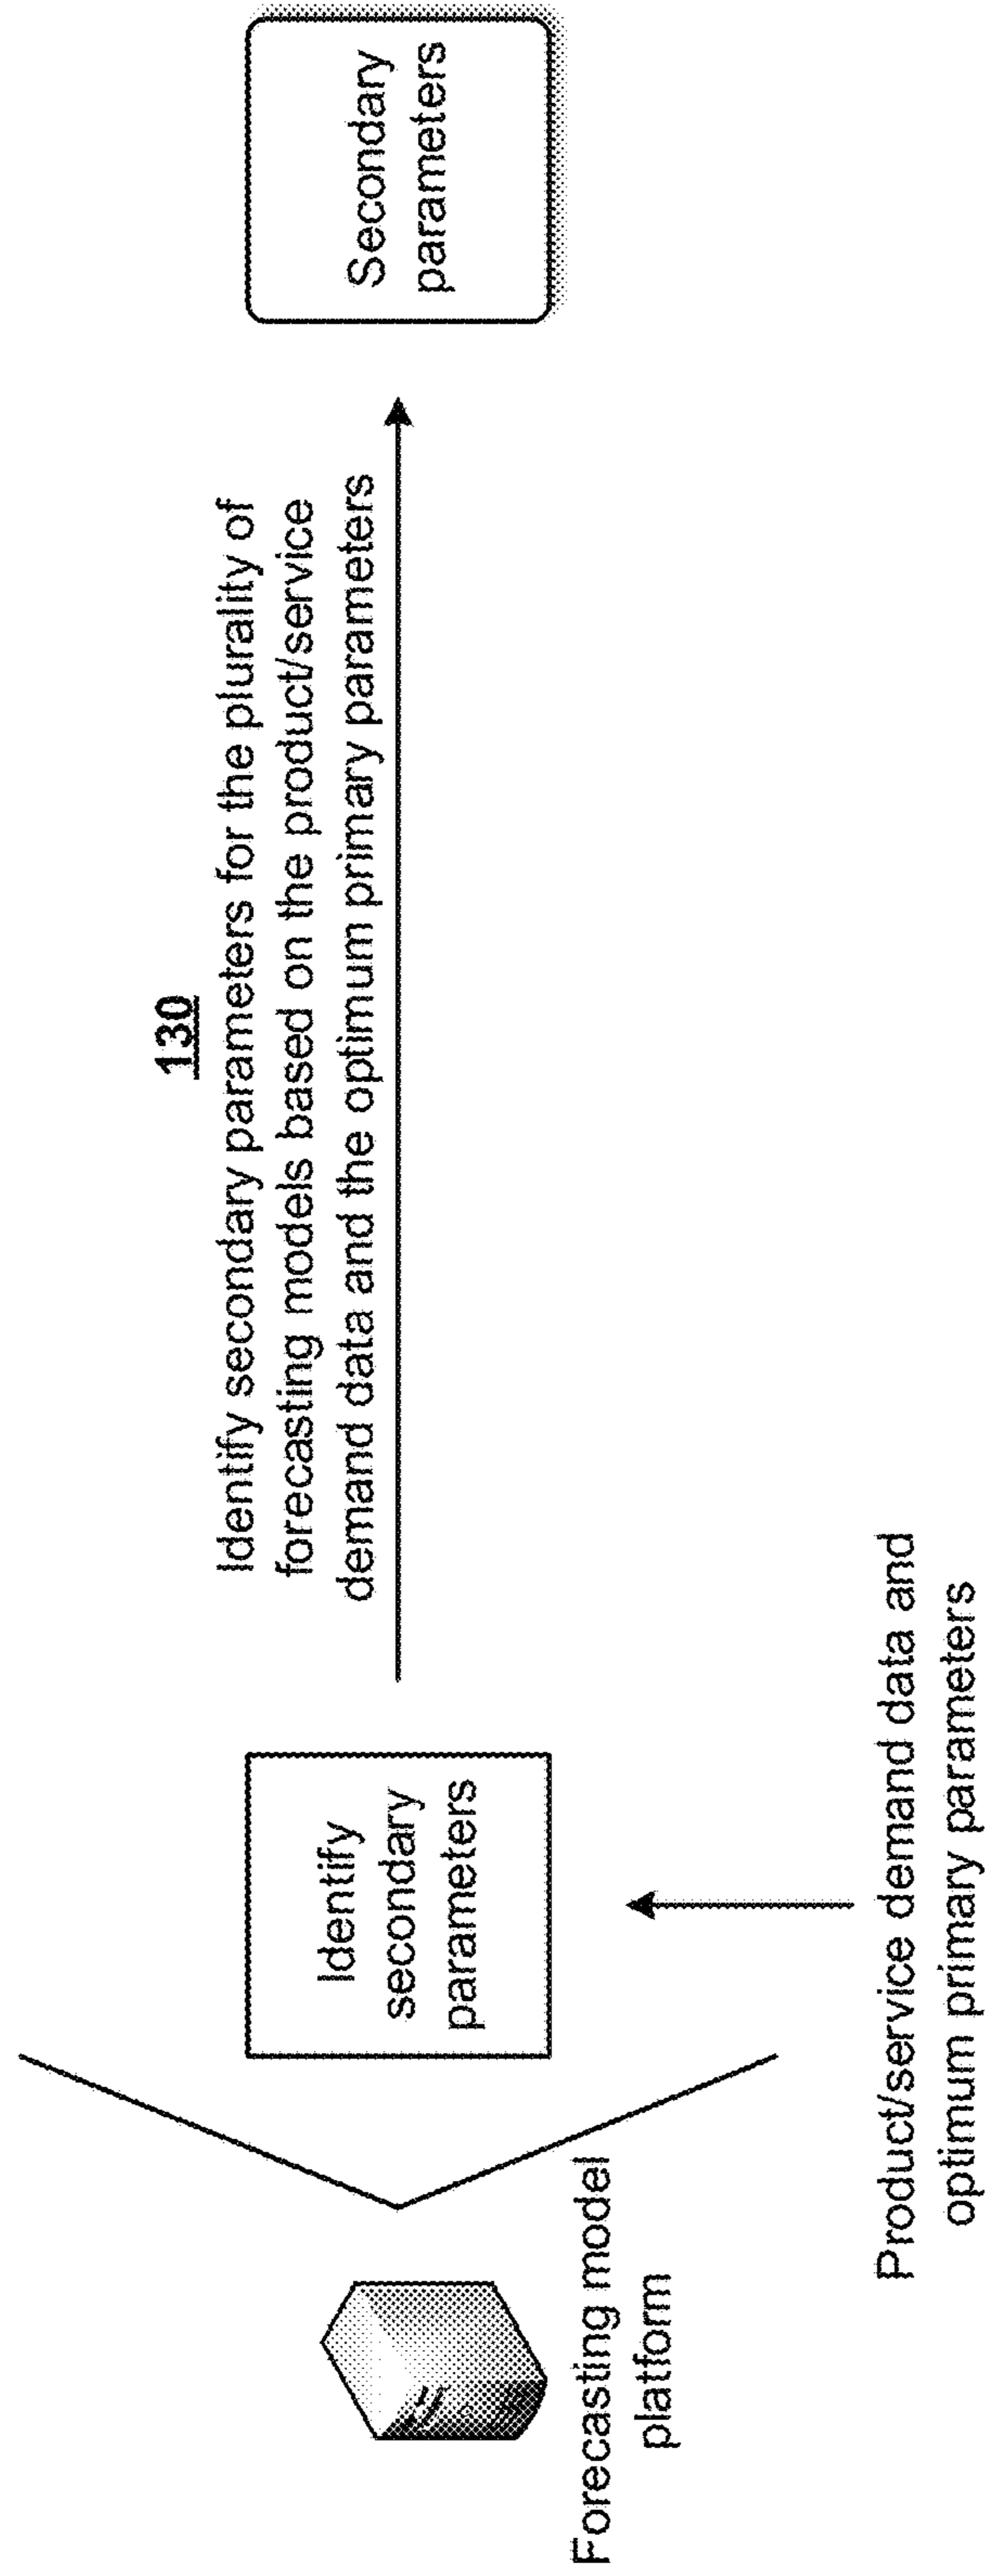 130
Identify secondary parameters for the plurality of
forecasting models based on the product/service
demand data and the optimum primary parameters
Forecasting model
platform
Identify
secondary
parameters
Secondary
parameters
Product/service demand data and
optimum primary parameters